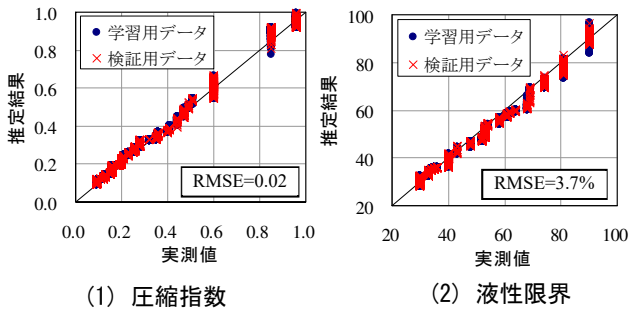 1.0
0.8
0.6
0.4
0.2
0.0
推定結果
学習用データ
検証用データ
RMSE=0.02
0.0 0.2 0.4 0.6 0.8 1.0
実測値
(1) 圧縮指数
100
80
60
40
20
推定結果
学習用データ
検証用データ
RMSE=3.7%
20 40 60 80 100
実測値
(2) 液性限界